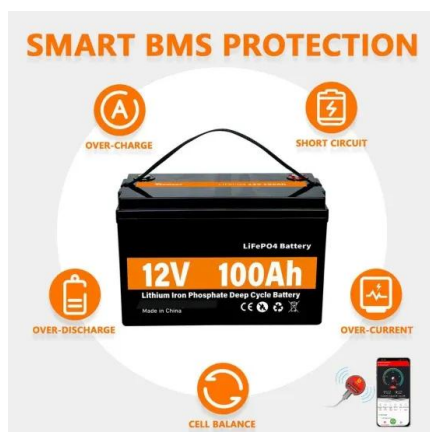 SMART BMS PROTECTION
A
OVER-CHARGE
SHORT CIRCUIT
LiFePO4 Battery
12V 100Ah
Lithium Iron Phosphate Deep Cycle Battery
Made in China
CE
OVER-DISCHARGE
OVER-CURRENT
CELL BALANCE